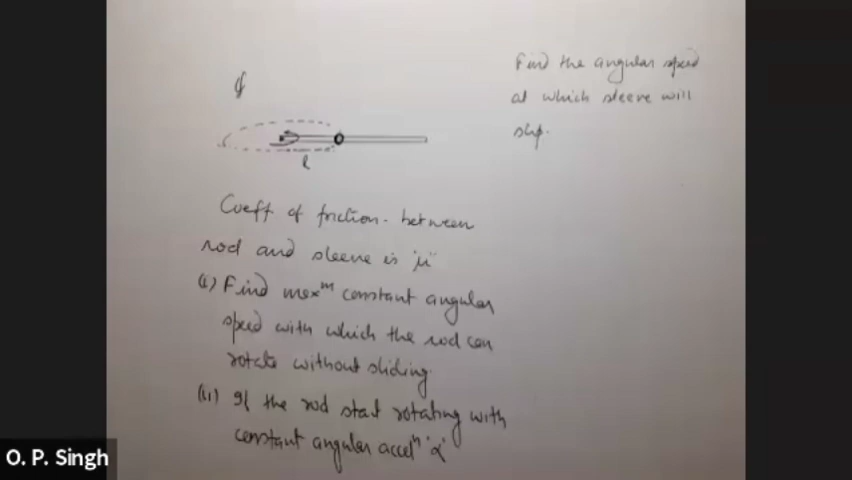 Find the angular speed
at which sleeve will
slip.
l
Coeff of friction between
rod and sleeve is 'μ'
(i) Find maxᵐ constant angular
speed with which the rod can
rotate without sliding.
(ii) If the rod start rotating with
constant angular accelⁿ 'α'
O. P. Singh